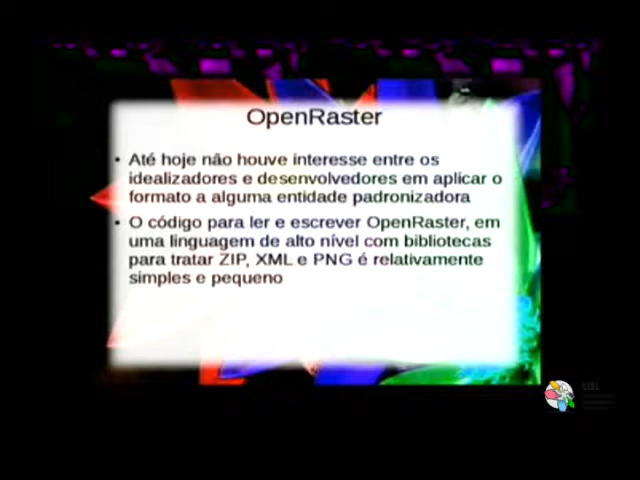 OpenRaster
• Até hoje não houve interesse entre os
idealizadores e desenvolvedores em aplicar o
formato a alguma entidade padronizadora
• O código para ler e escrever OpenRaster, em
uma linguagem de alto nível com bibliotecas
para tratar ZIP, XML e PNG é relativamente
simples e pequeno